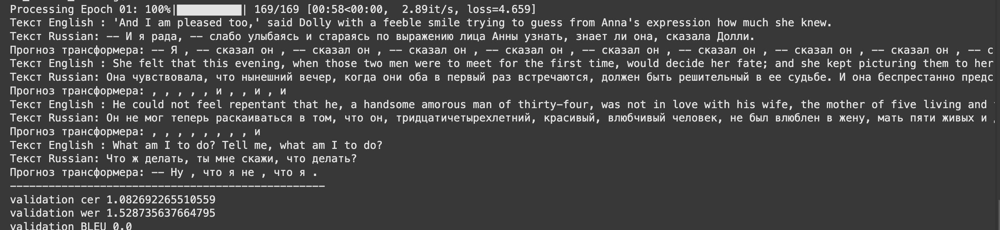 Processing Epoch 01: 100%|██████████| 169/169 [00:58<00:00,  2.89it/s, loss=4.659]
Текст English : 'And I am pleased too,' said Dolly with a feeble smile trying to guess from Anna's expression how much she knew.
Текст Russian: -- И я рада, -- слабо улыбаясь и стараясь по выражению лица Анны узнать, знает ли она, сказала Долли.
Прогноз трансформера: -- Я , -- сказал он , -- сказал он , -- сказал он , -- сказал он , -- сказал он , -- сказал он , -- сказал он , -- сказал он , -- с
Текст English : She felt that this evening, when those two men were to meet for the first time, would decide her fate; and she kept picturing them to her
Текст Russian: Она чувствовала, что нынешний вечер, когда они оба в первый раз встречаются, должен быть решительный в ее судьбе. И она беспрестанно предс
Прогноз трансформера: , , , , , и , , и , и
Текст English : He could not feel repentant that he, a handsome amorous man of thirty-four, was not in love with his wife, the mother of five living and
Текст Russian: Он не мог теперь раскаиваться в том, что он, тридцатичетырехлетний, красивый, влюбчивый человек, не был влюблен в жену, мать пяти живых и
Прогноз трансформера: , , , , , , , , и
Текст English : What am I to do? Tell me, what am I to do?
Текст Russian: Что ж делать, ты мне скажи, что делать?
Прогноз трансформера: -- Ну , что я не , что я .
-------------------------------------------------
validation cer 1.082692265510559
validation wer 1.528735637664795
validation BLEU 0.0